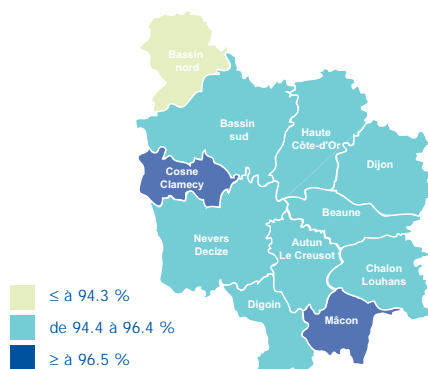 Bassin
nord
Bassin
sud
Haute
Côte-d'Or
Dijon
Cosne
Clamecy
Beaune
Nevers
Decize
Autun
Le Creusot
Chalon
Louhans
Digoin
Mâcon
≤ à 94.3 %
de 94.4 à 96.4 %
≥ à 96.5 %